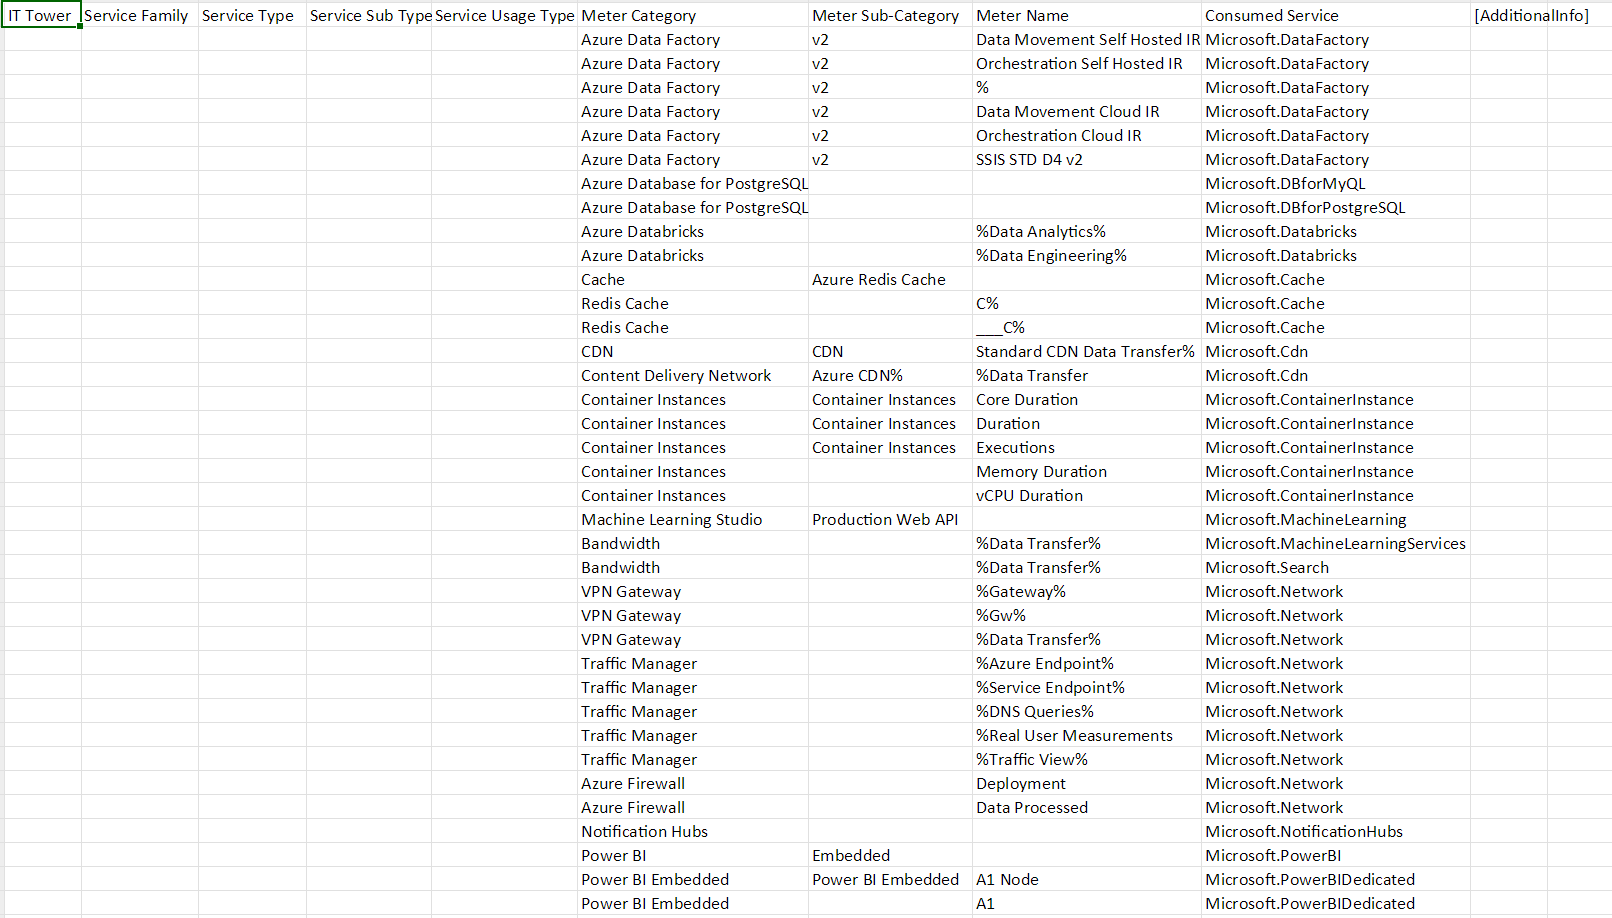 IT Tower Service Family Service Type Service Sub Type Service Usage Type Meter Category Meter Sub-Category Meter Name Consumed Service [AdditionalInfo]
Azure Data Factory v2 Data Movement Self Hosted IR Microsoft.DataFactory
Azure Data Factory v2 Orchestration Self Hosted IR Microsoft.DataFactory
Azure Data Factory v2 % Microsoft.DataFactory
Azure Data Factory v2 Data Movement Cloud IR Microsoft.DataFactory
Azure Data Factory v2 Orchestration Cloud IR Microsoft.DataFactory
Azure Data Factory v2 SSIS STD D4 v2 Microsoft.DataFactory
Azure Database for PostgreSQL Microsoft.DBforMyQL
Azure Database for PostgreSQL Microsoft.DBforPostgreSQL
Azure Databricks %Data Analytics% Microsoft.Databricks
Azure Databricks %Data Engineering% Microsoft.Databricks
Cache Azure Redis Cache Microsoft.Cache
Redis Cache C% Microsoft.Cache
Redis Cache ___C% Microsoft.Cache
CDN CDN Standard CDN Data Transfer% Microsoft.Cdn
Content Delivery Network Azure CDN% %Data Transfer Microsoft.Cdn
Container Instances Container Instances Core Duration Microsoft.ContainerInstance
Container Instances Container Instances Duration Microsoft.ContainerInstance
Container Instances Container Instances Executions Microsoft.ContainerInstance
Container Instances Memory Duration Microsoft.ContainerInstance
Container Instances vCPU Duration Microsoft.ContainerInstance
Machine Learning Studio Production Web API Microsoft.MachineLearning
Bandwidth %Data Transfer% Microsoft.MachineLearningServices
Bandwidth %Data Transfer% Microsoft.Search
VPN Gateway %Gateway% Microsoft.Network
VPN Gateway %Gw% Microsoft.Network
VPN Gateway %Data Transfer% Microsoft.Network
Traffic Manager %Azure Endpoint% Microsoft.Network
Traffic Manager %Service Endpoint% Microsoft.Network
Traffic Manager %DNS Queries% Microsoft.Network
Traffic Manager %Real User Measurements Microsoft.Network
Traffic Manager %Traffic View% Microsoft.Network
Azure Firewall Deployment Microsoft.Network
Azure Firewall Data Processed Microsoft.Network
Notification Hubs Microsoft.NotificationHubs
Power BI Embedded Microsoft.PowerBI
Power BI Embedded Power BI Embedded A1 Node Microsoft.PowerBIDedicated
Power BI Embedded A1 Microsoft.PowerBIDedicated